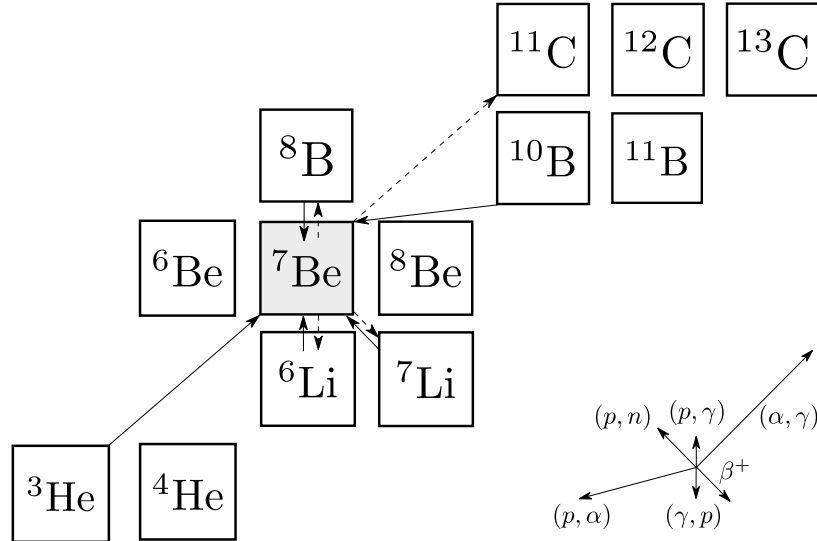 ¹¹C ¹²C ¹³C
⁸B ¹⁰B ¹¹B
⁶Be ⁷Be ⁸Be
⁶Li ⁷Li
³He ⁴He
(p, n) (p, γ) (α, γ)
β⁺
(p, α) (γ, p)